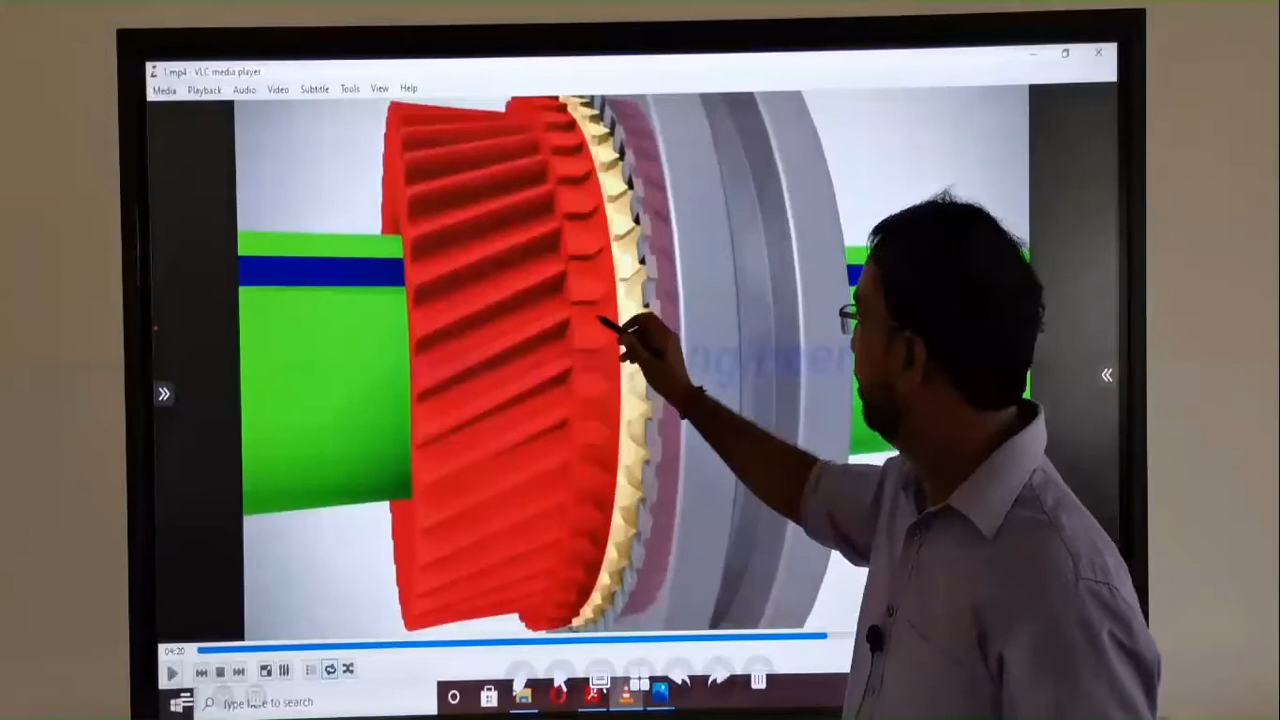 1.mp4 - VLC media player
Media Playback Audio Video Subtitle Tools View Help
04:20
Type here to search